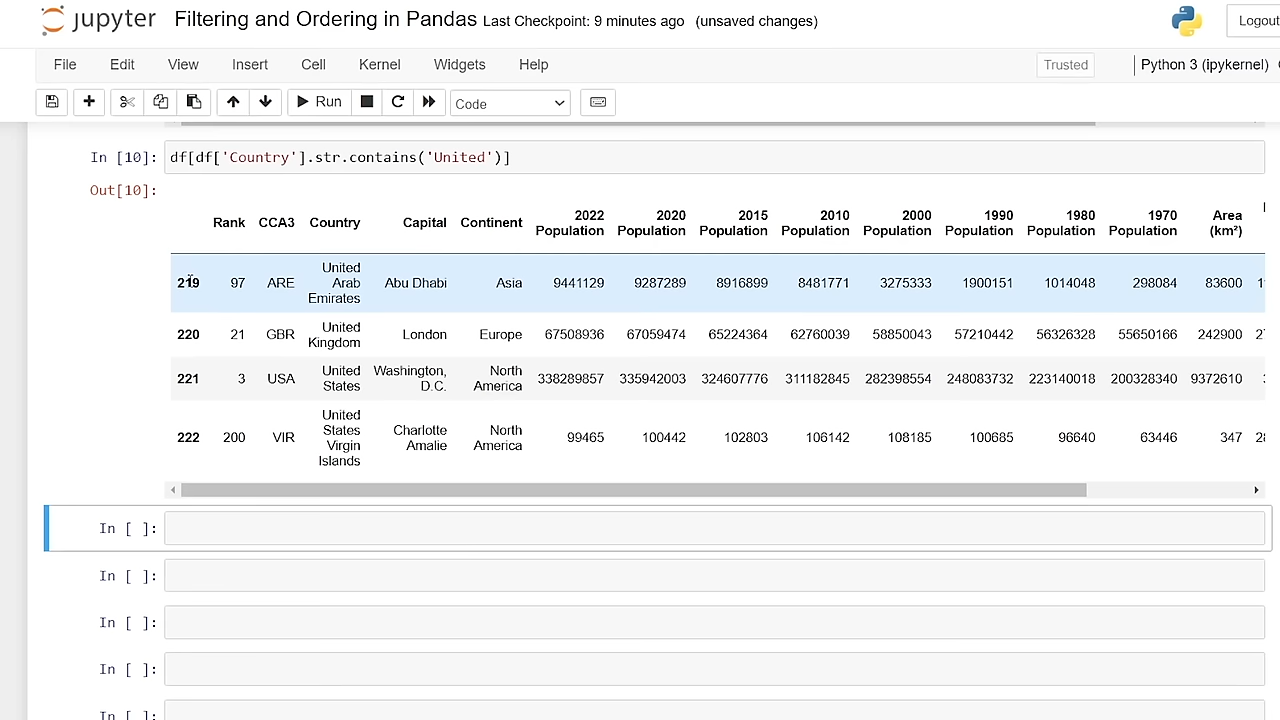 jupyter Filtering and Ordering in Pandas Last Checkpoint: 9 minutes ago (unsaved changes) Logout
File Edit View Insert Cell Kernel Widgets Help Trusted Python 3 (ipykernel)
Run Code
In [10]: df[df['Country'].str.contains('United')]
Out[10]:
Rank CCA3 Country Capital Continent 2022 Population 2020 Population 2015 Population 2010 Population 2000 Population 1990 Population 1980 Population 1970 Population Area (km²)
219 97 ARE United Arab Emirates Abu Dhabi Asia 9441129 9287289 8916899 8481771 3275333 1900151 1014048 298084 83600
220 21 GBR United Kingdom London Europe 67508936 67059474 65224364 62760039 58850043 57210442 56326328 55650166 242900
221 3 USA United States Washington, D.C. North America 338289857 335942003 324607776 311182845 282398554 248083732 223140018 200328340 9372610
222 200 VIR United States Virgin Islands Charlotte Amalie North America 99465 100442 102803 106142 108185 100685 96640 63446 347
In [ ]:
In [ ]:
In [ ]:
In [ ]:
In [ ]: